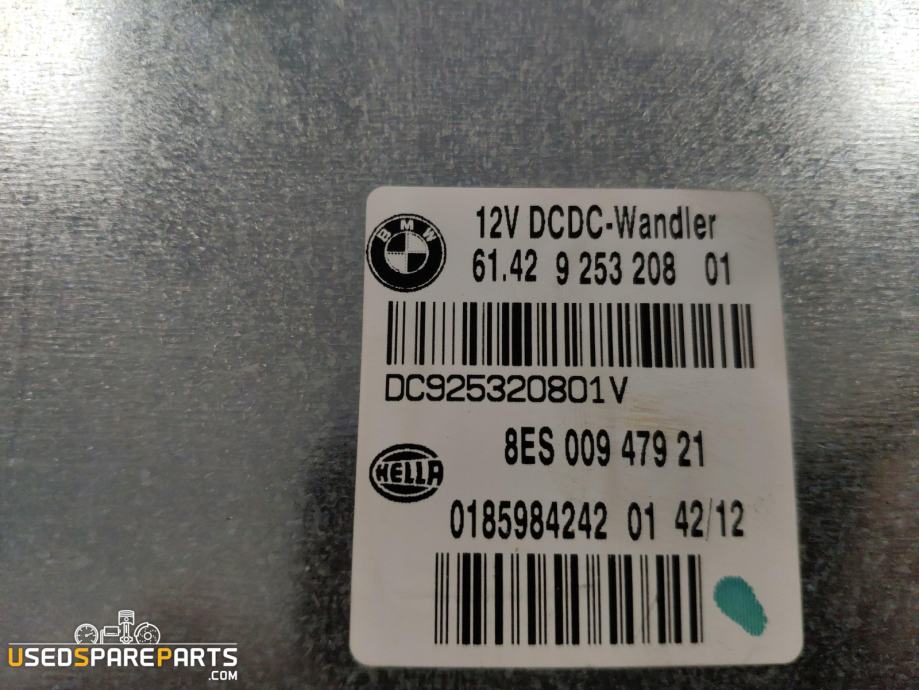 12V DCDC-Wandler
BMW
61.42 9 253 208 01
DC925320801V
8ES 009 479 21
HELLA
0185984242 01 42/12
USEDSPAREPARTS
.COM